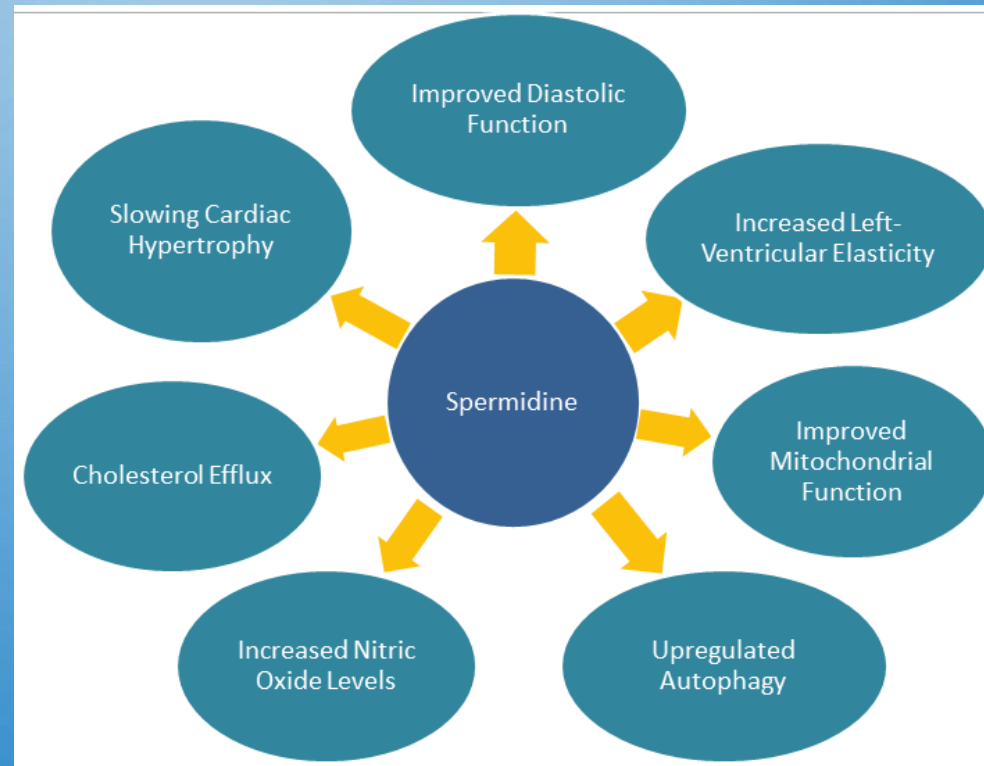 Improved Diastolic
Function
Slowing Cardiac
Hypertrophy
Increased Left-
Ventricular Elasticity
Spermidine
Cholesterol Efflux
Improved
Mitochondrial
Function
Increased Nitric
Oxide Levels
Upregulated
Autophagy